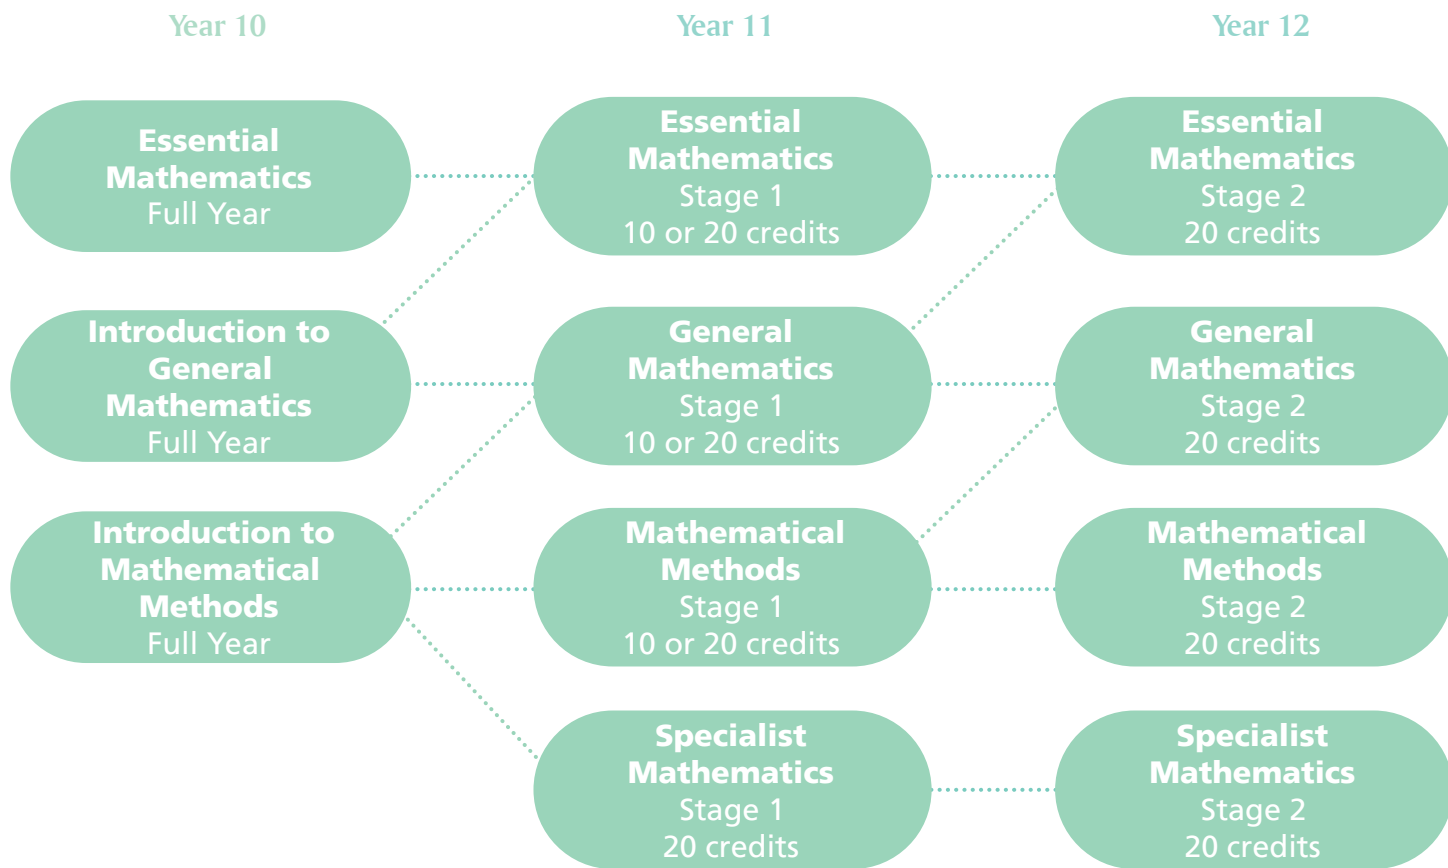 Year 10
Year 11
Year 12
Essential
Mathematics
Full Year
Essential
Mathematics
Stage 1
10 or 20 credits
Essential
Mathematics
Stage 2
20 credits
Introduction to
General
Mathematics
Full Year
General
Mathematics
Stage 1
10 or 20 credits
General
Mathematics
Stage 2
20 credits
Introduction to
Mathematical
Methods
Full Year
Mathematical
Methods
Stage 1
10 or 20 credits
Mathematical
Methods
Stage 2
20 credits
Specialist
Mathematics
Stage 1
20 credits
Specialist
Mathematics
Stage 2
20 credits